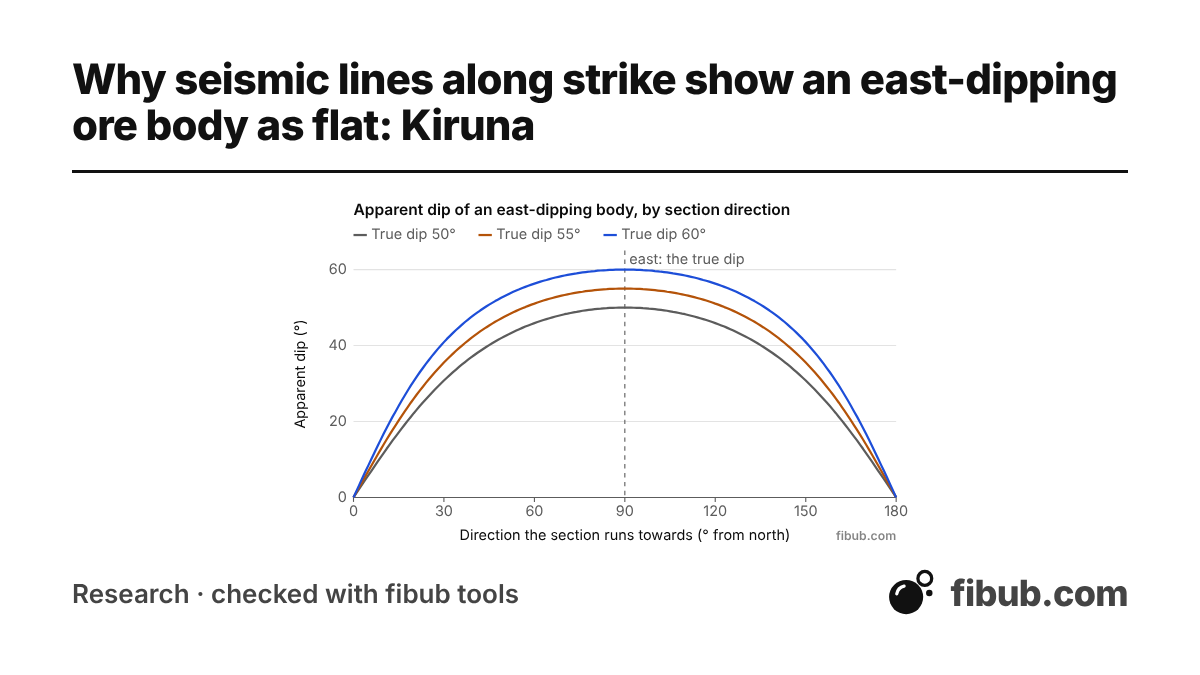 Why seismic lines along strike show an east-dipping
ore body as flat: Kiruna
Apparent dip of an east-dipping body, by section direction
True dip 50° True dip 55° True dip 60°
east: the true dip
60
40
20
0
Apparent dip (°)
0 30 60 90 120 150 180
Direction the section runs towards (° from north)
fibub.com
Research · checked with fibub tools
fibub.com